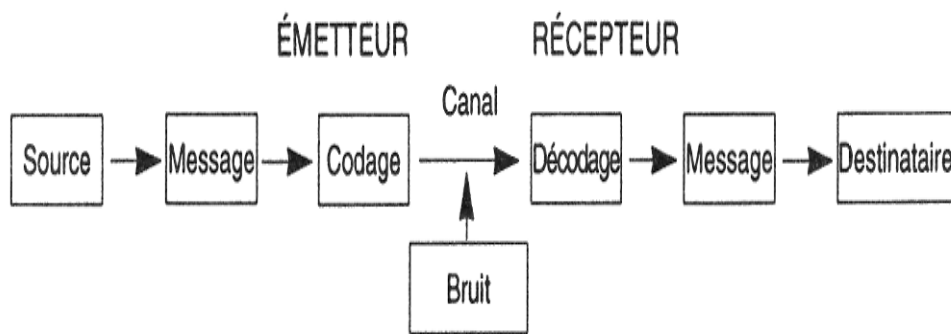 ÉMETTEUR RÉCEPTEUR
Canal
Source Message Codage Décodage Message Destinataire
Bruit